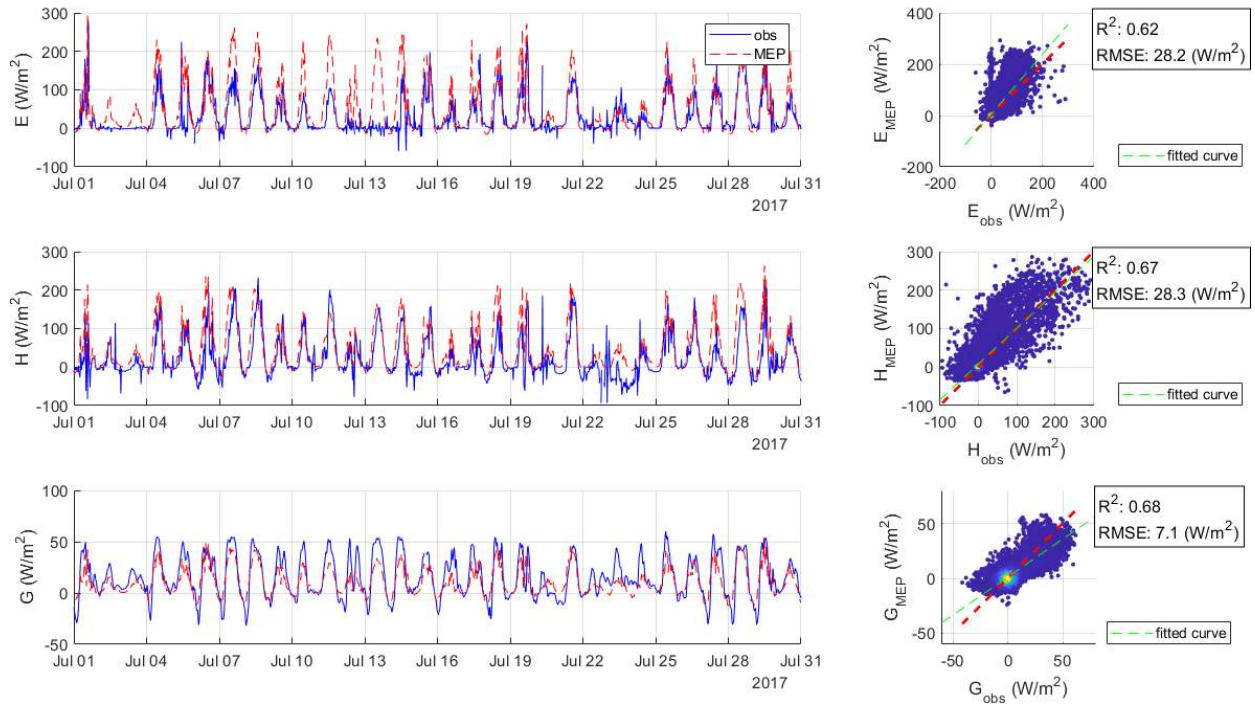 300
200
100
0
-100
E (W/m²)
obs
MEP
Jul 01 Jul 04 Jul 07 Jul 10 Jul 13 Jul 16 Jul 19 Jul 22 Jul 25 Jul 28 Jul 31
2017
400
200
0
-200
E_MEP (W/m²)
-200 0 200 400
E_obs (W/m²)
R²: 0.62
RMSE: 28.2 (W/m²)
fitted curve
300
200
100
0
-100
H (W/m²)
Jul 01 Jul 04 Jul 07 Jul 10 Jul 13 Jul 16 Jul 19 Jul 22 Jul 25 Jul 28 Jul 31
2017
300
200
100
0
-100
H_MEP (W/m²)
-100 0 100 200 300
H_obs (W/m²)
R²: 0.67
RMSE: 28.3 (W/m²)
fitted curve
100
50
0
-50
G (W/m²)
Jul 01 Jul 04 Jul 07 Jul 10 Jul 13 Jul 16 Jul 19 Jul 22 Jul 25 Jul 28 Jul 31
2017
50
0
-50
G_MEP (W/m²)
-50 0 50
G_obs (W/m²)
R²: 0.68
RMSE: 7.1 (W/m²)
fitted curve